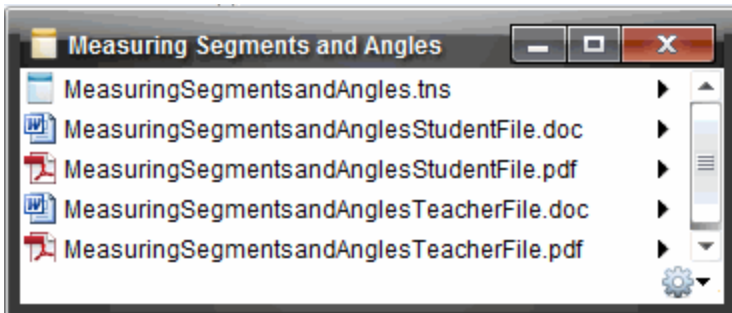 Measuring Segments and Angles
MeasuringSegmentsandAngles.tns
MeasuringSegmentsandAnglesStudentFile.doc
MeasuringSegmentsandAnglesStudentFile.pdf
MeasuringSegmentsandAnglesTeacherFile.doc
MeasuringSegmentsandAnglesTeacherFile.pdf